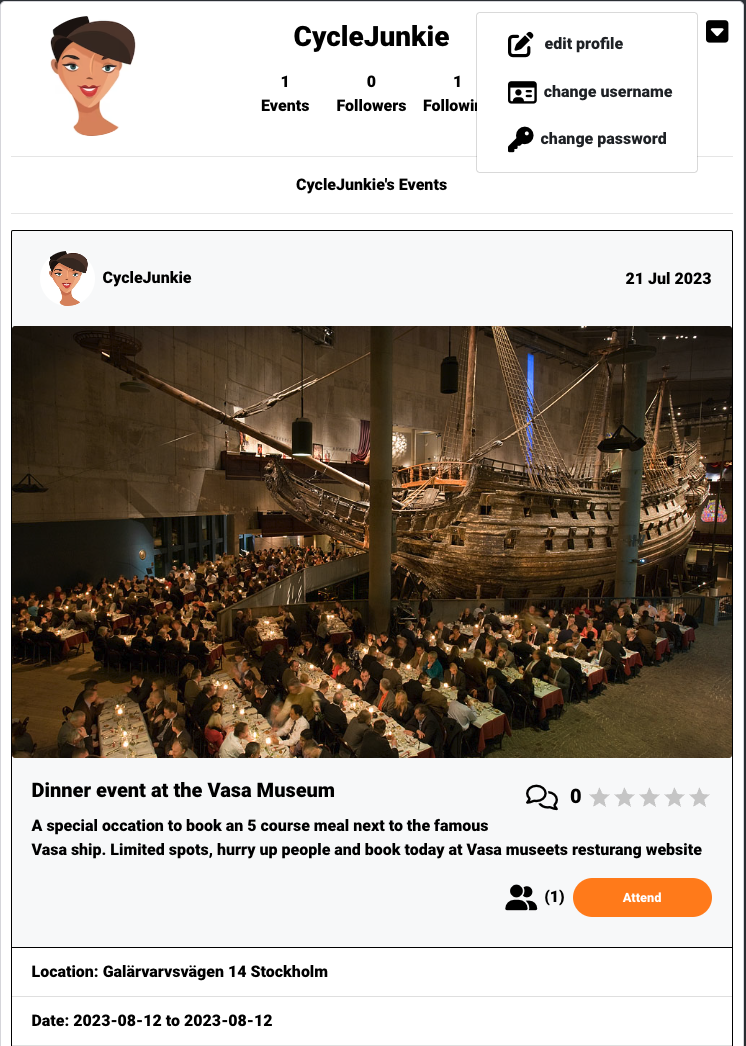 CycleJunkie
edit profile
change username
change password
1 0 1
Events Followers Followin
CycleJunkie's Events
CycleJunkie
21 Jul 2023
Dinner event at the Vasa Museum
0
A special occation to book an 5 course meal next to the famous
Vasa ship. Limited spots, hurry up people and book today at Vasa museets resturang website
(1) Attend
Location: Galärvarvsvägen 14 Stockholm
Date: 2023-08-12 to 2023-08-12